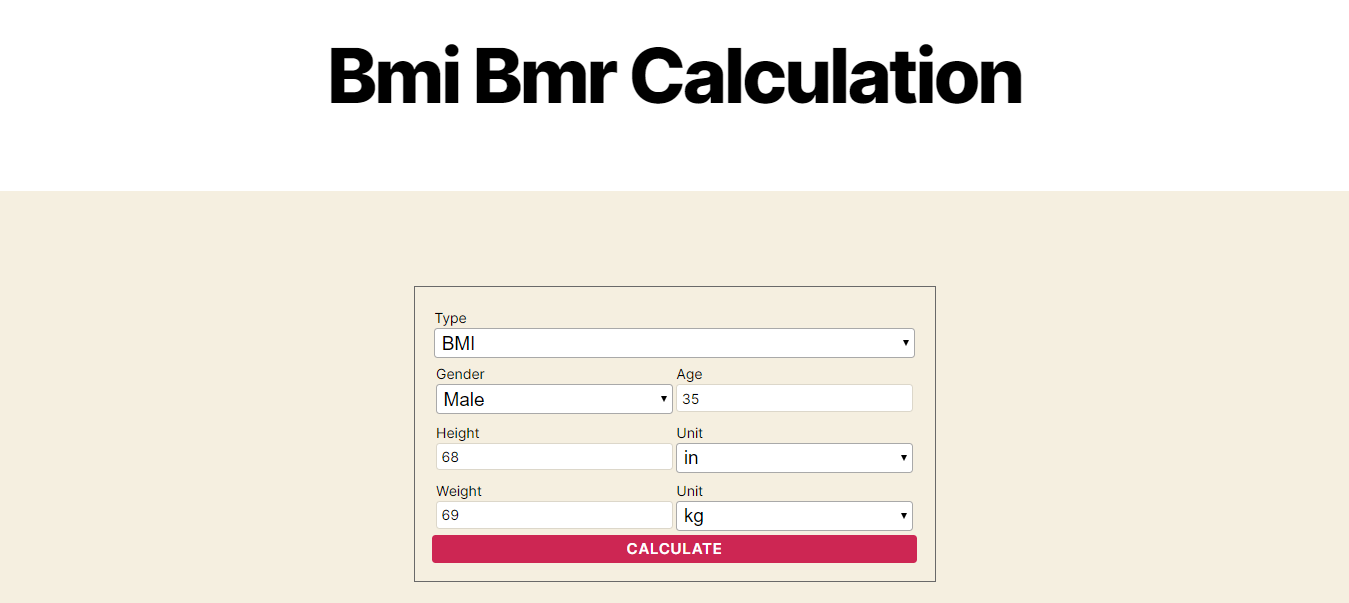 Bmi Bmr Calculation
Type
BMI
Gender Age
Male 35
Height Unit
68 in
Weight Unit
69 kg
CALCULATE